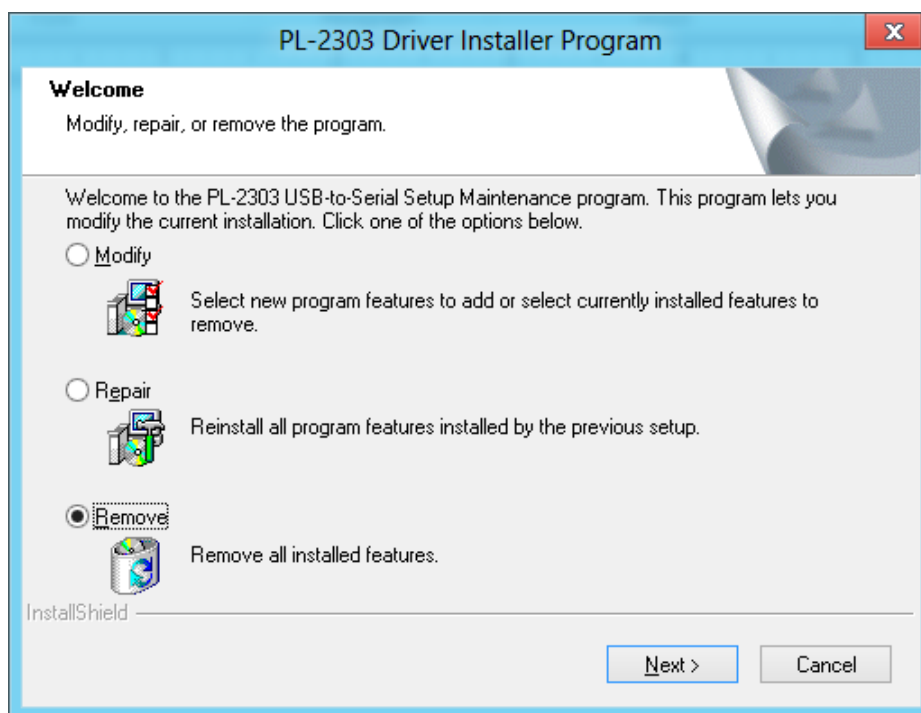 PL-2303 Driver Installer Program
x
Welcome
Modify, repair, or remove the program.
Welcome to the PL-2303 USB-to-Serial Setup Maintenance program. This program lets you
modify the current installation. Click one of the options below.
Modify
Select new program features to add or select currently installed features to
remove.
Repair
Reinstall all program features installed by the previous setup.
Remove
Remove all installed features.
InstallShield
Next >
Cancel